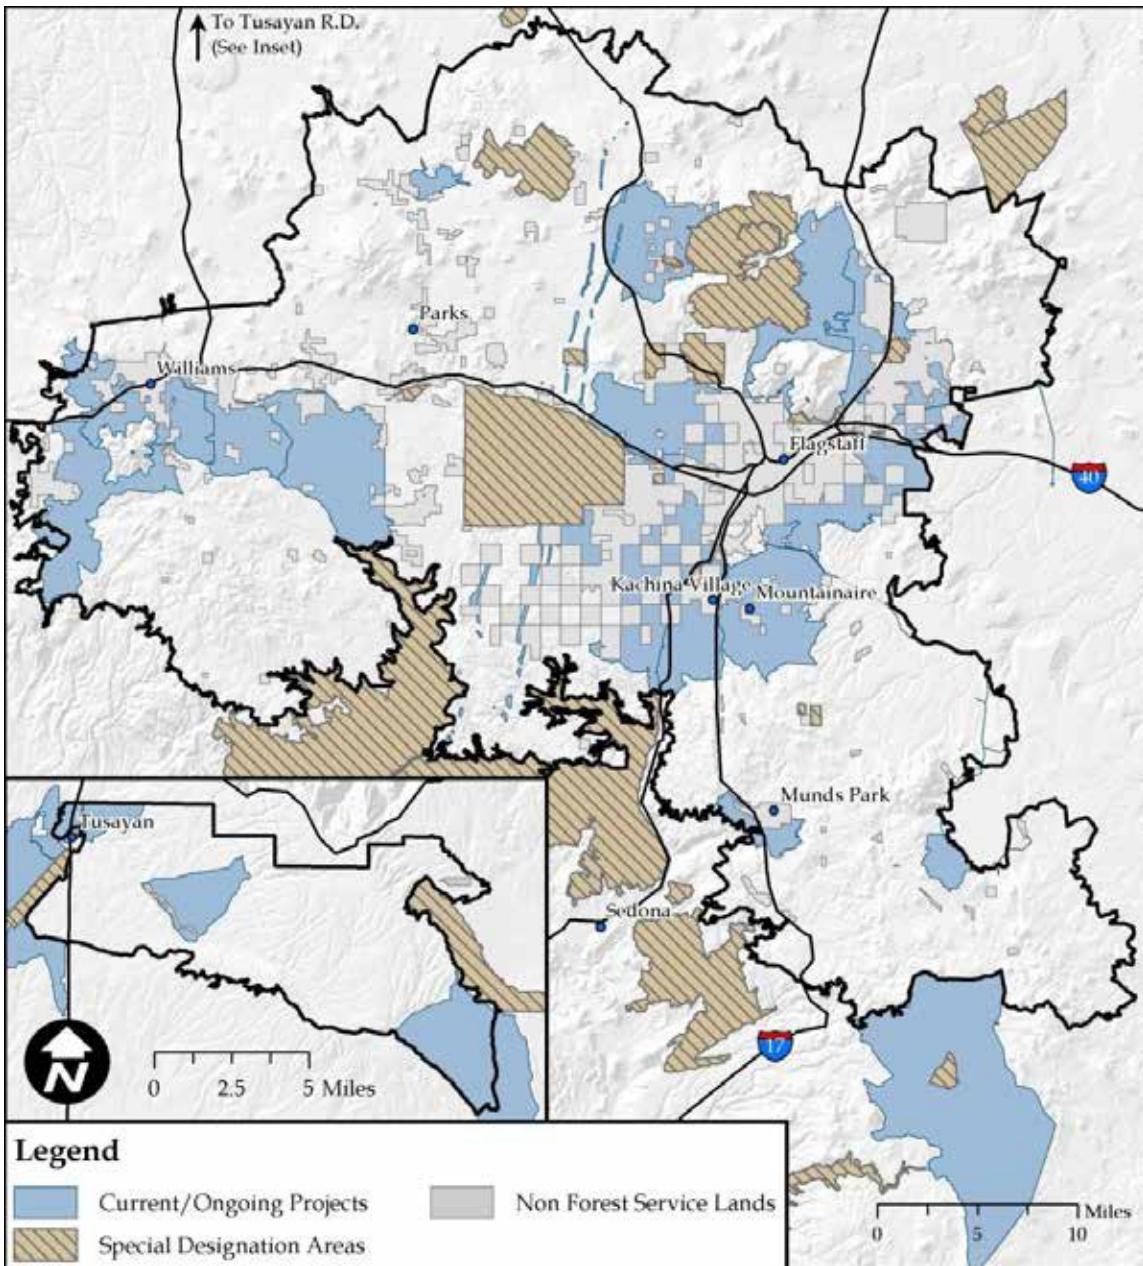 To Tusayan R.D.
(See Inset)
Parks
Williams
Flagstaff
40
Kachina Village
Mountainaire
Munds Park
Tusayan
Sedona
17
N
0 2.5 5 Miles
Legend
Current/Ongoing Projects
Non Forest Service Lands
Special Designation Areas
Miles
0 5 10